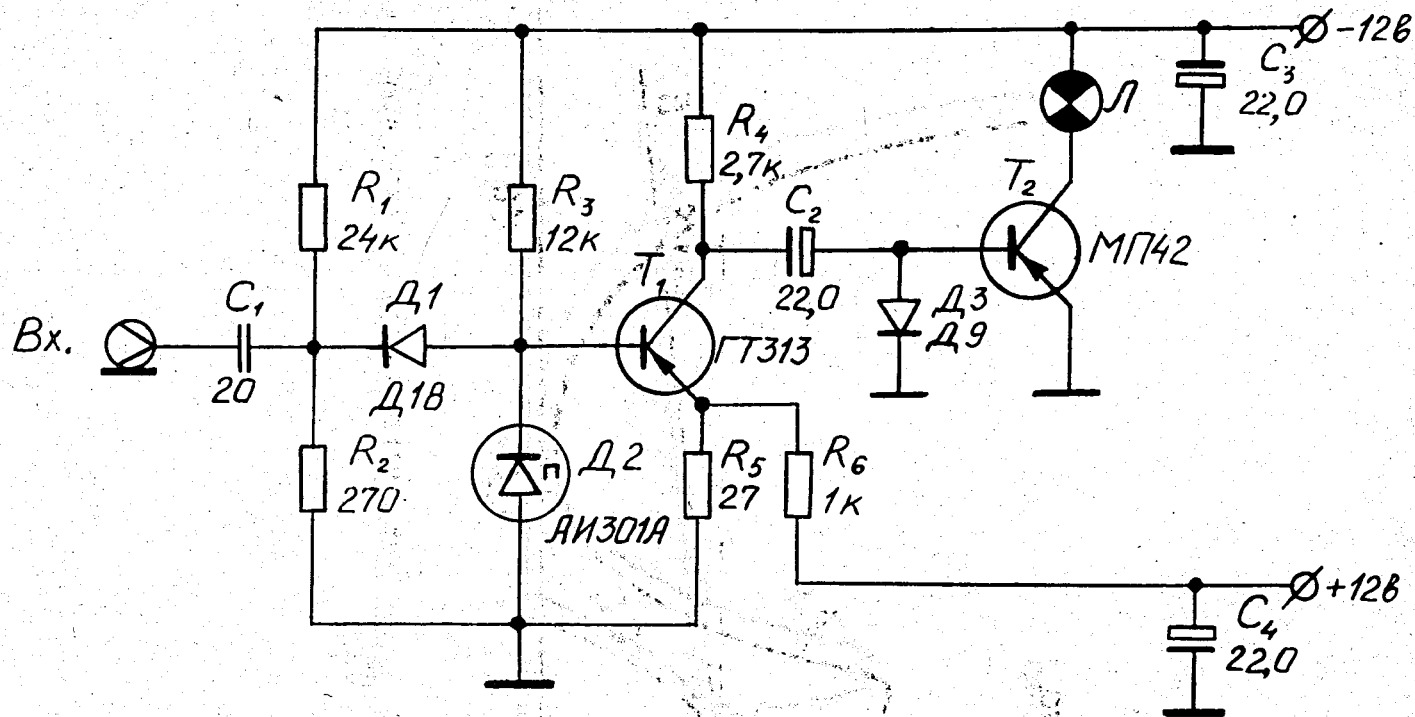 -12В
C3
22,0
Л
R4
2,7к
T2
МП42
R1
24к
R3
12к
C2
22,0
T1
ГТ313
C1
20
Д1
Д1В
Вх.
Д3
Д9
R2
270
Д2
АИ301А
R5
27
R6
1к
+12В
C4
22,0